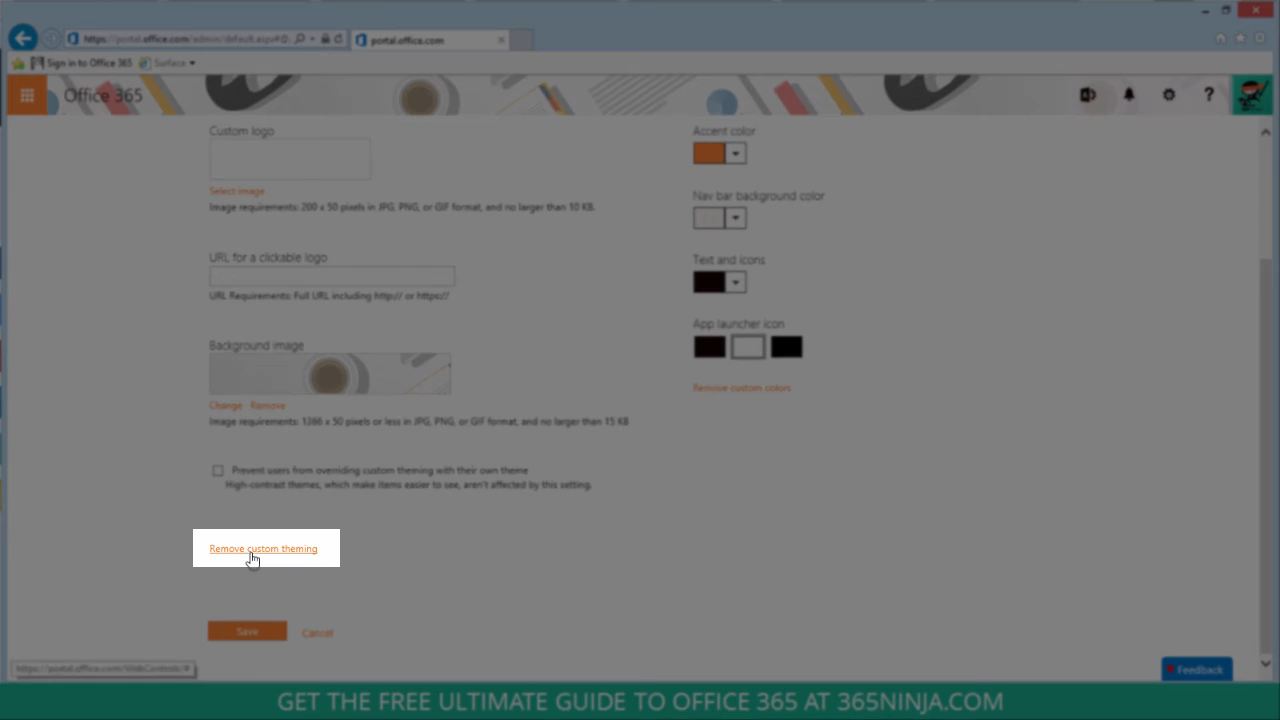 https://portal.office.com/admin/default.aspx#@
portal.office.com
Sign in to Office 365
Surface
Office 365
?
Custom logo
Select image
Image requirements: 200 x 50 pixels in JPG, PNG, or GIF format, and no larger than 10 KB.
URL for a clickable logo
URL Requirements: Full URL including http:// or https://
Background image
Change Remove
Image requirements: 1366 x 50 pixels or less in JPG, PNG, or GIF format, and no larger than 15 KB
Prevent users from overriding custom theming with their own theme
High-contrast themes, which make items easier to see, aren't affected by this setting.
Accent color
Nav bar background color
Text and icons
App launcher icon
Remove custom colors
Remove custom theming
Save Cancel
https://portal.office.com/WebControls/#
Feedback
GET THE FREE ULTIMATE GUIDE TO OFFICE 365 AT 365NINJA.COM